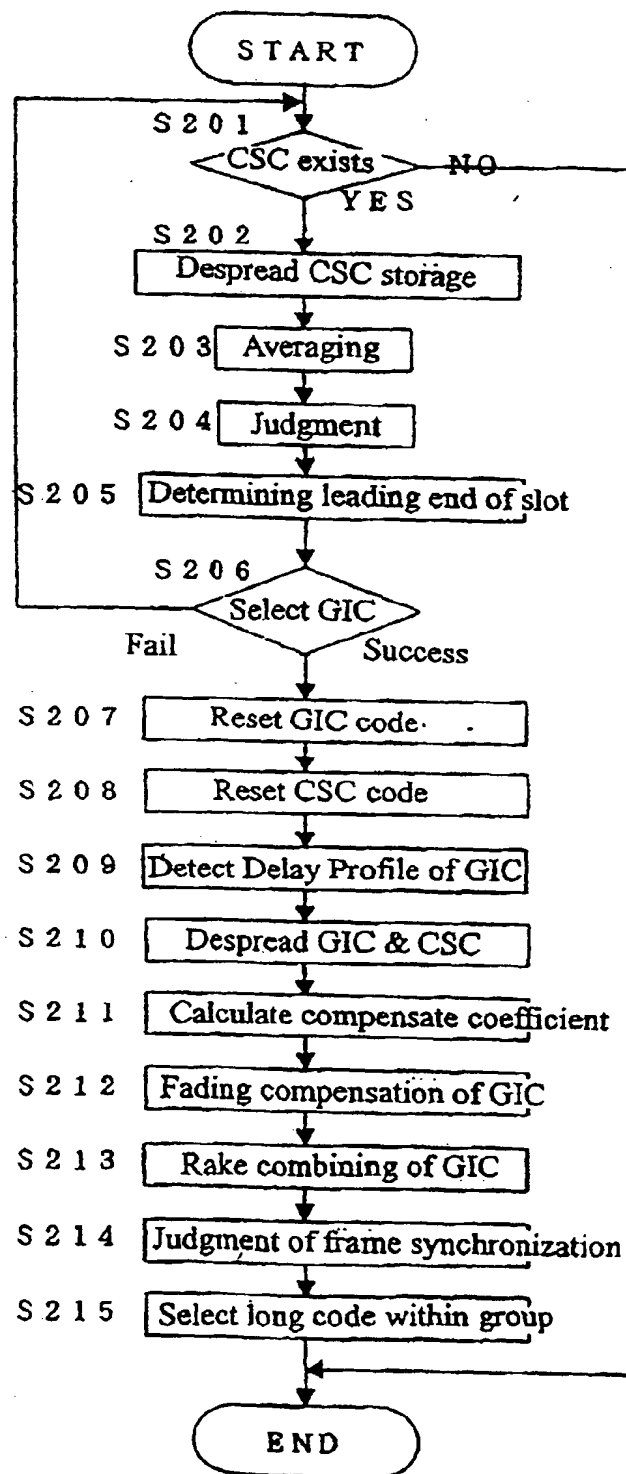 START
S201
CSC exists NO
YES
S202
Despread CSC storage
S203 Averaging
S204 Judgment
S205 Determining leading end of slot
S206
Select GIC
Fail Success
S207 Reset GIC code
S208 Reset CSC code
S209 Detect Delay Profile of GIC
S210 Despread GIC & CSC
S211 Calculate compensate coefficient
S212 Fading compensation of GIC
S213 Rake combining of GIC
S214 Judgment of frame synchronization
S215 Select long code within group
END